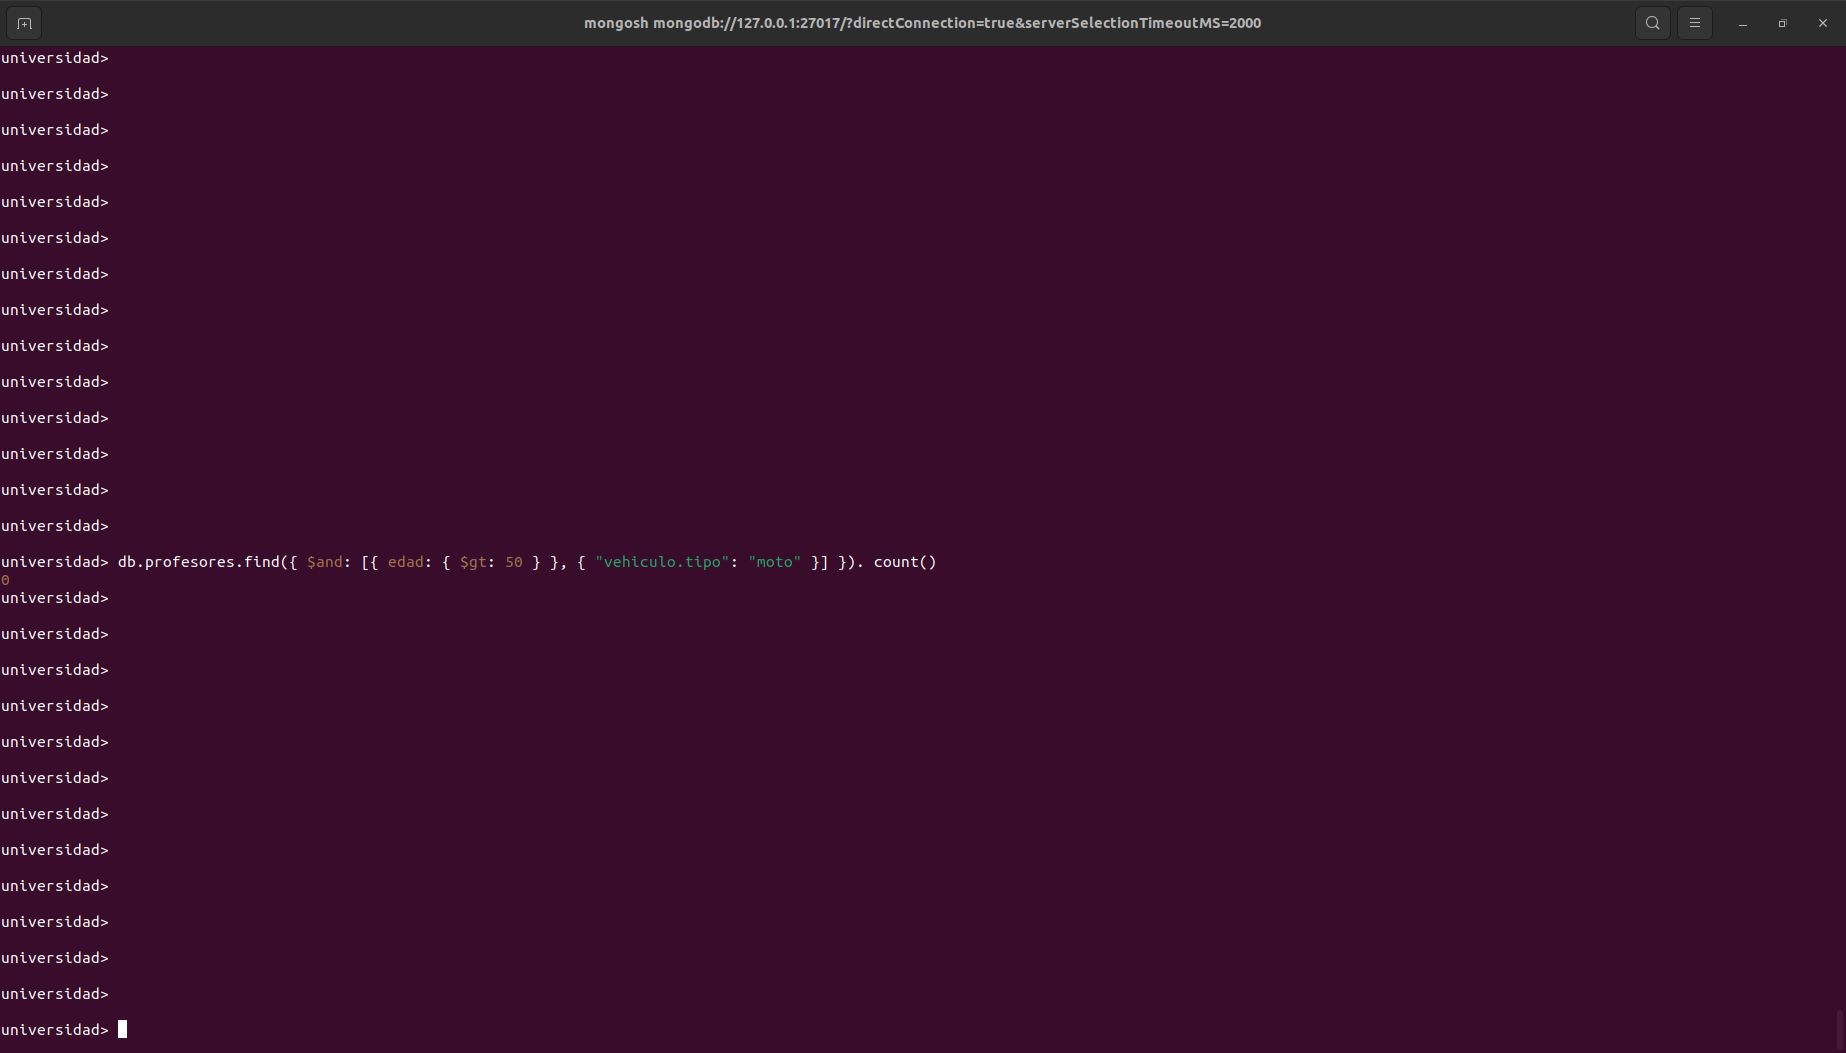 mongosh mongodb://127.0.0.1:27017/?directConnection=true&serverSelectionTimeoutMS=2000
universidad>
universidad>
universidad>
universidad>
universidad>
universidad>
universidad>
universidad>
universidad>
universidad>
universidad>
universidad>
universidad>
universidad>
universidad> db.profesores.find({ $and: [{ edad: { $gt: 50 } }, { "vehiculo.tipo": "moto" }] }). count()
0
universidad>
universidad>
universidad>
universidad>
universidad>
universidad>
universidad>
universidad>
universidad>
universidad>
universidad>
universidad>
universidad>